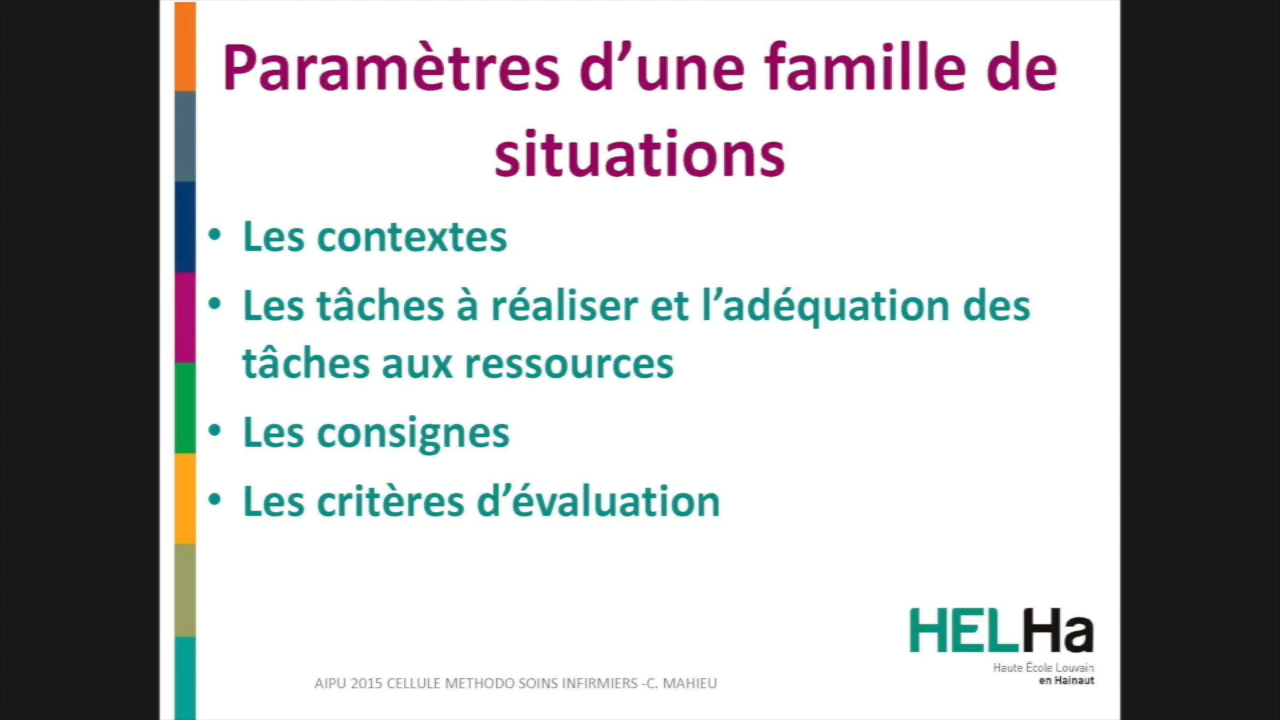 Paramètres d’une famille de
situations
• Les contextes
• Les tâches à réaliser et l’adéquation des
tâches aux ressources
• Les consignes
• Les critères d’évaluation
HELHa
Haute École Louvain
en Hainaut
AIPU 2015 CELLULE METHODO SOINS INFIRMIERS -C. MAHIEU